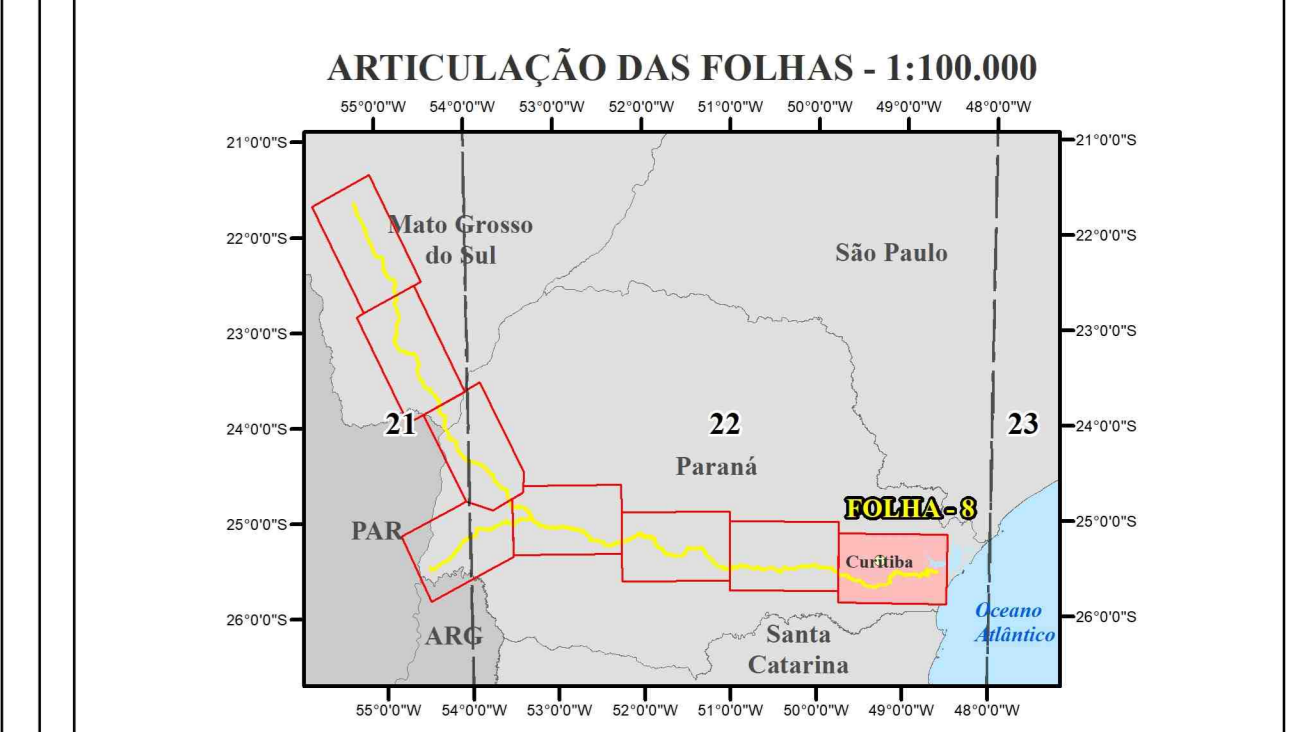 ARTICULAÇÃO DAS FOLHAS - 1:100.000
55°0'0"W 54°0'0"W 53°0'0"W 52°0'0"W 51°0'0"W 50°0'0"W 49°0'0"W 48°0'0"W
21°0'0"S 21°0'0"S
Mato Grosso
do Sul
22°0'0"S 22°0'0"S
São Paulo
23°0'0"S 23°0'0"S
21 22 23
24°0'0"S 24°0'0"S
Paraná
FOLHA - 8
25°0'0"S 25°0'0"S
PAR
Curitiba
Oceano
Atlântico
26°0'0"S 26°0'0"S
ARG
Santa
Catarina
55°0'0"W 54°0'0"W 53°0'0"W 52°0'0"W 51°0'0"W 50°0'0"W 49°0'0"W 48°0'0"W